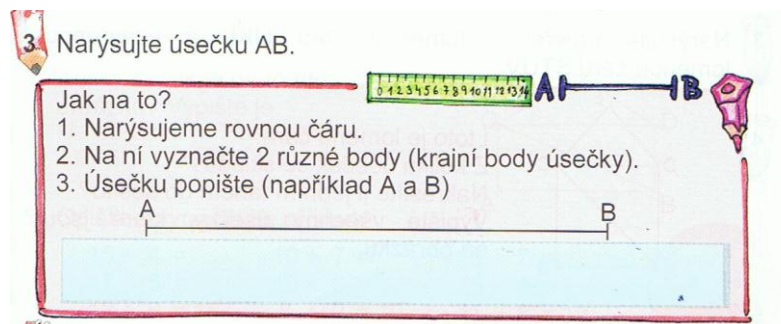 3 Narýsujte úsečku AB.
0 1 2 3 4 5 6 7 8 9 10 11 12 13 14 A B
Jak na to?
1. Narýsujeme rovnou čáru.
2. Na ní vyznačte 2 různé body (krajní body úsečky).
3. Úsečku popište (například A a B)
A B